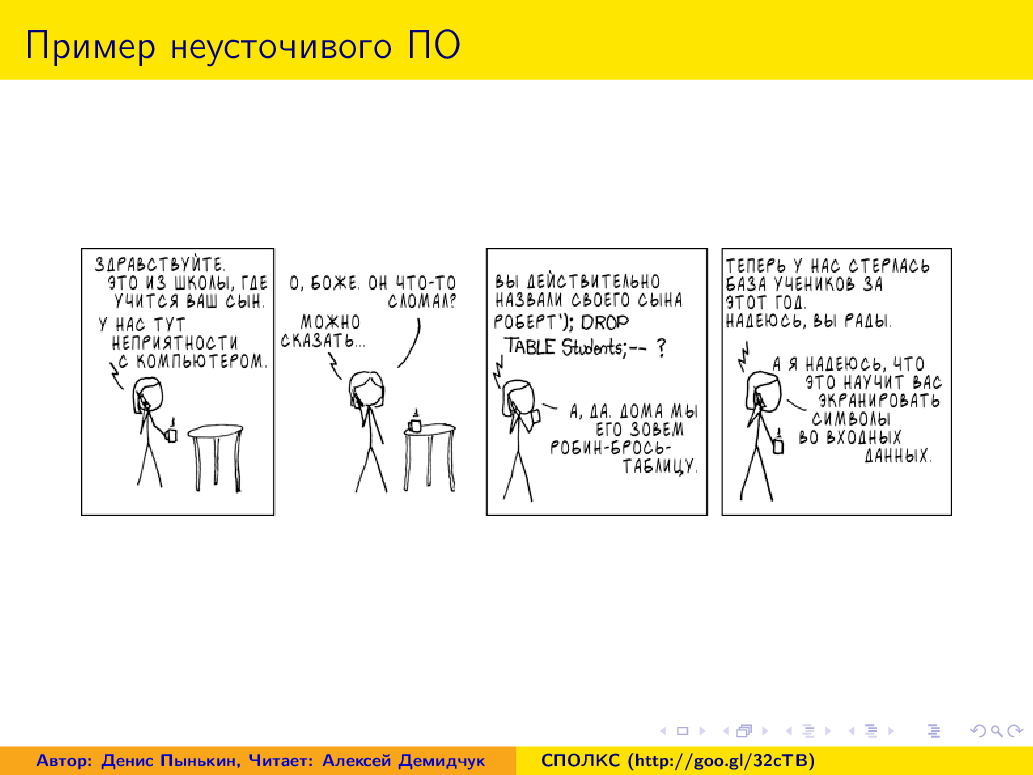 Пример неусточивого ПО
ЗДРАВСТВУЙТЕ.
ЭТО ИЗ ШКОЛЫ, ГДЕ
УЧИТСЯ ВАШ СЫН.
У НАС ТУТ
НЕПРИЯТНОСТИ
С КОМПЬЮТЕРОМ.
О, БОЖЕ. ОН ЧТО-ТО
СЛОМАЛ?
МОЖНО
СКАЗАТЬ...
ВЫ ДЕЙСТВИТЕЛЬНО
НАЗВАЛИ СВОЕГО СЫНА
РОБЕРТ'); DROP
TABLE Students;-- ?
А, ДА. ДОМА МЫ
ЕГО ЗОВЕМ
РОБИН-БРОСЬ-
ТАБЛИЦУ.
ТЕПЕРЬ У НАС СТЕРЛАСЬ
БАЗА УЧЕНИКОВ ЗА
ЭТОТ ГОД.
НАДЕЮСЬ, ВЫ РАДЫ.
А Я НАДЕЮСЬ, ЧТО
ЭТО НАУЧИТ ВАС
ЭКРАНИРОВАТЬ
СИМВОЛЫ
ВО ВХОДНЫХ
ДАННЫХ.
Автор: Денис Пынькин, Читает: Алексей Демидчук
СПОЛКС (http://goo.gl/32cTB)